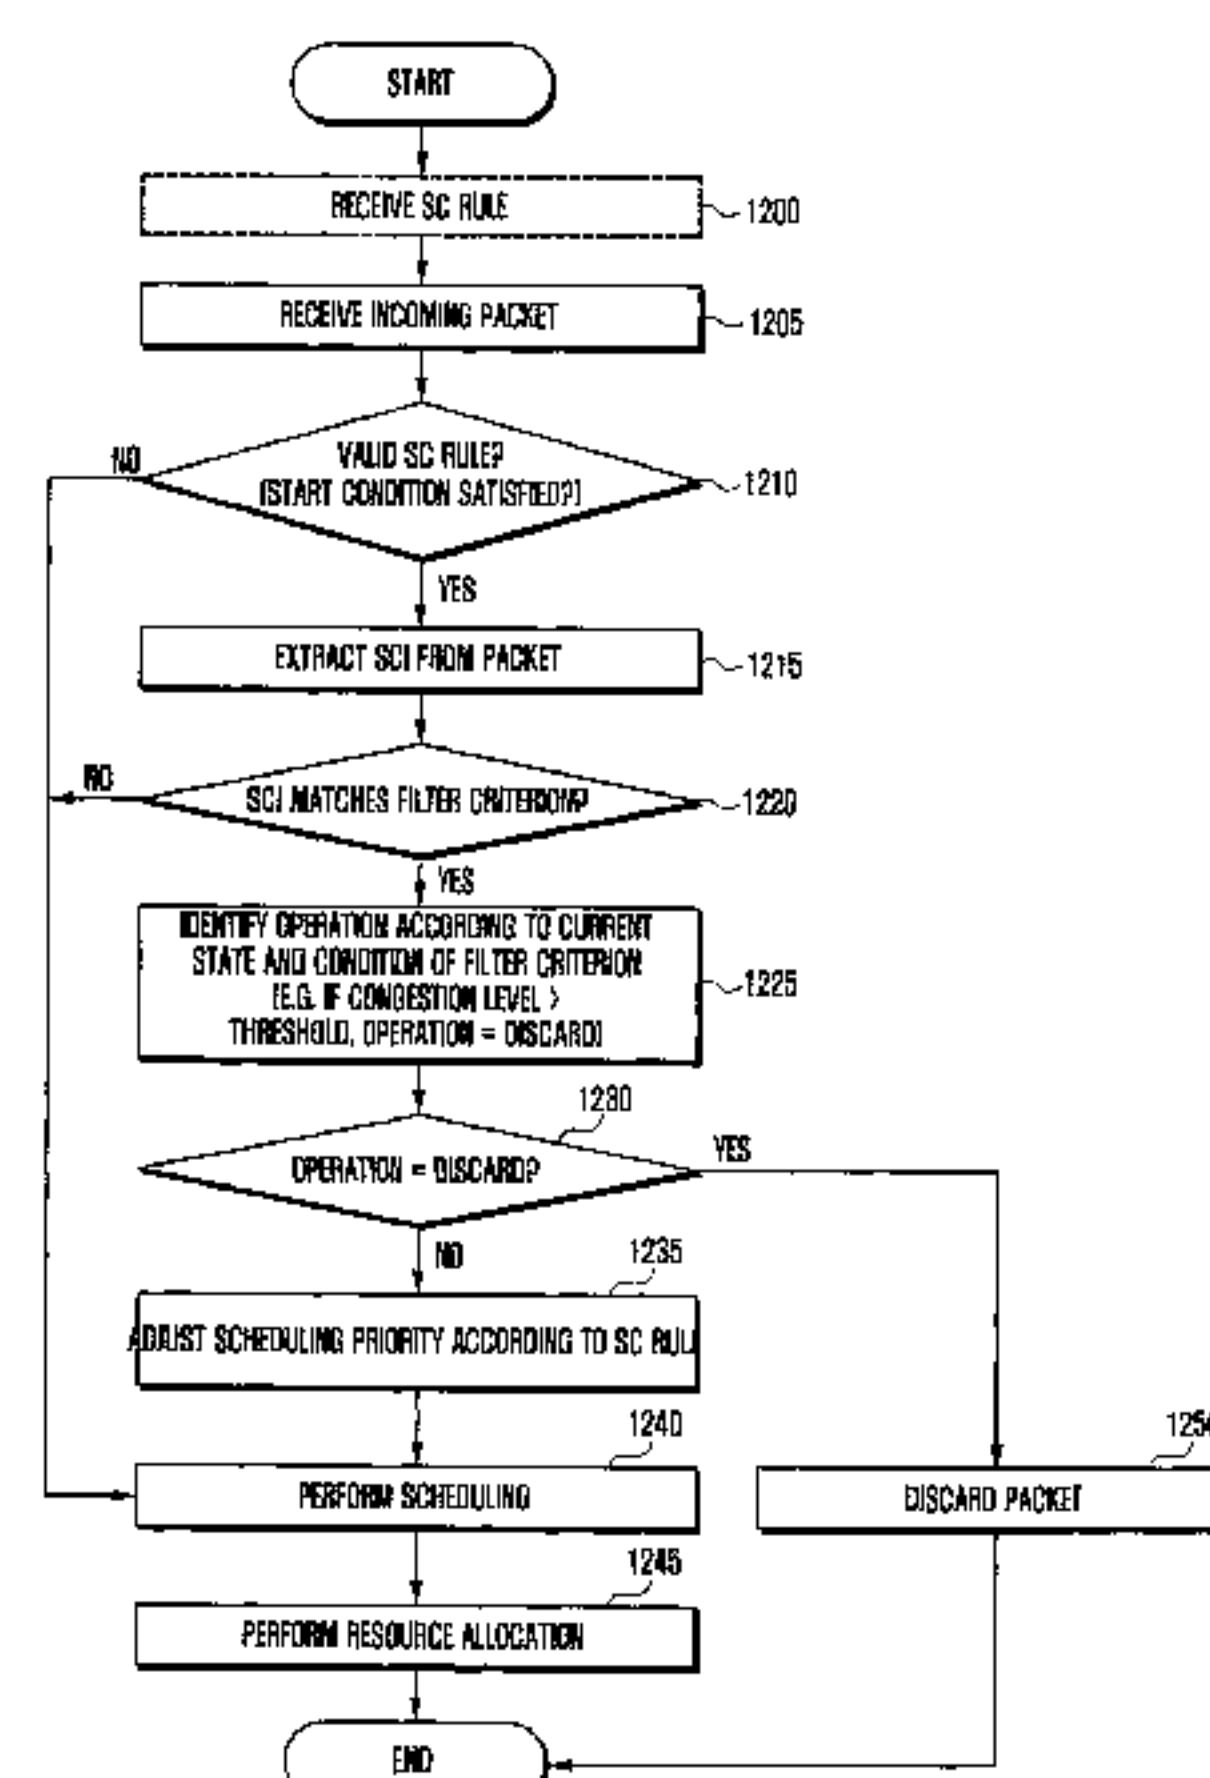 START
RECEIVE SC RULE
1200
RECEIVE INCOMING PACKET
1205
VALID SC RULE?
(START CONDITION SATISFIED?)
1210
NO
YES
EXTRACT SCI FROM PACKET
1215
SCI MATCHES FILTER CRITERION?
1220
NO
YES
IDENTIFY OPERATION ACCORDING TO CURRENT
STATE AND CONDITION OF FILTER CRITERION
(E.G. IF CONGESTION LEVEL >
THRESHOLD, OPERATION = DISCARD)
1225
1230
OPERATION = DISCARD?
YES
NO
1235
ADJUST SCHEDULING PRIORITY ACCORDING TO SC RUL
1240
PERFORM SCHEDULING
125
DISCARD PACKET
1245
PERFORM RESOURCE ALLOCATION
END